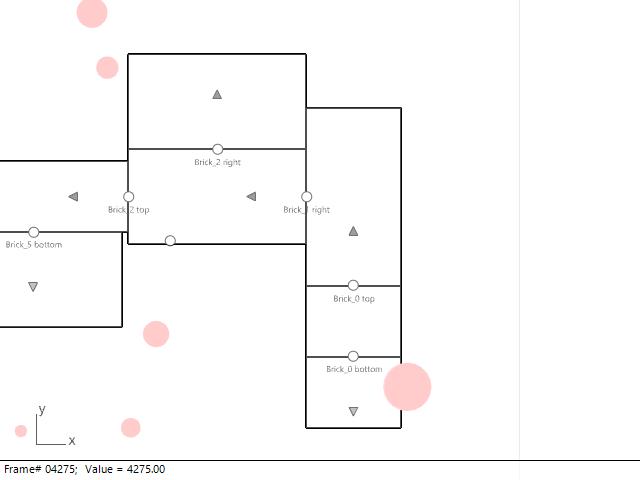 Brick_2 right
Brick_2 top
Brick_1 right
Brick_5 bottom
Brick_0 top
Brick_0 bottom
y
x
Frame# 04275;  Value = 4275.00